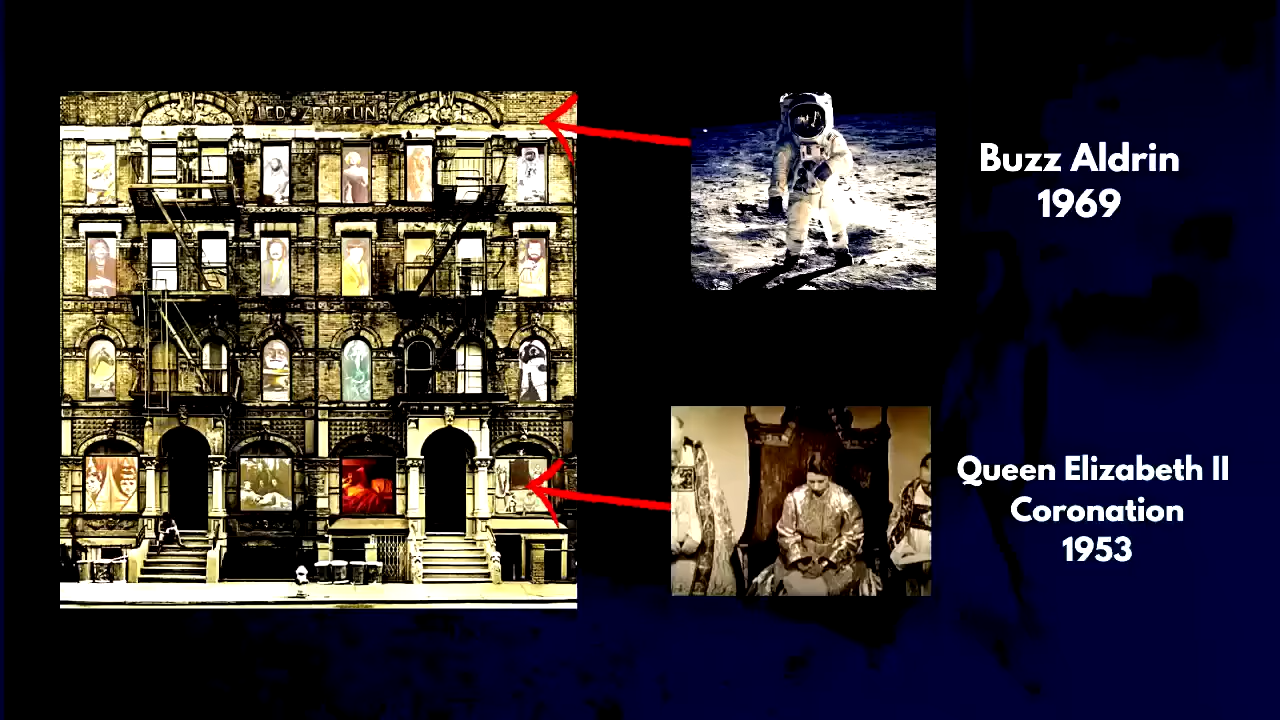 LED ZEPPELIN
Buzz Aldrin
1969
Queen Elizabeth II
Coronation
1953